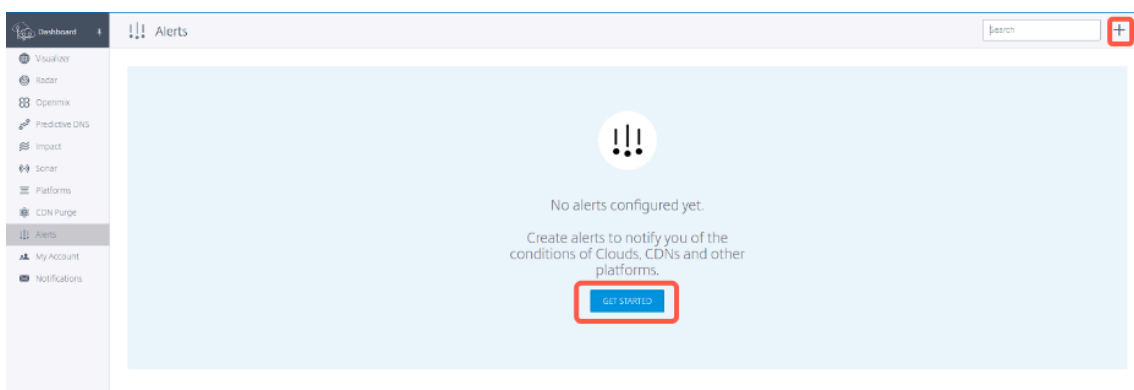 Dashboard
Alerts
Search
Visualizer
Radar
Openmix
Predictive DNS
Impact
Sonar
Platforms
CDN Purge
Alerts
My Account
Notifications
No alerts configured yet.
Create alerts to notify you of the
conditions of Clouds, CDNs and other
platforms.
GET STARTED